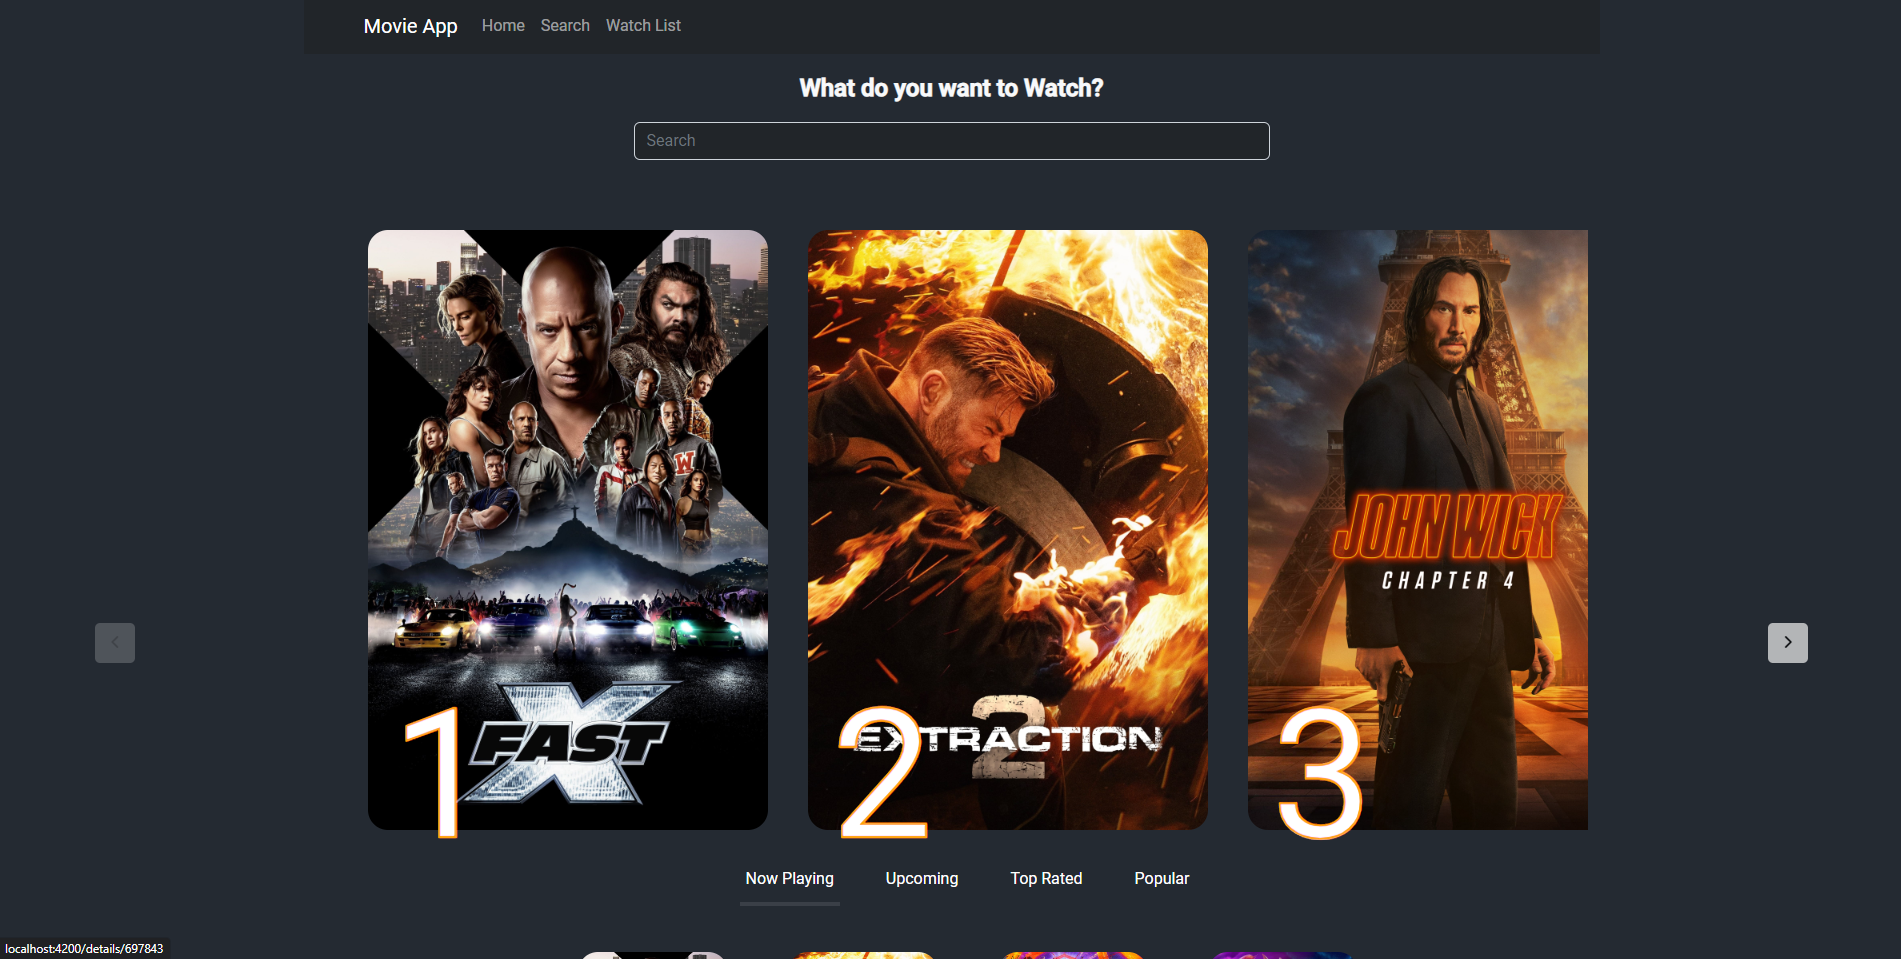 Movie App Home Search Watch List
What do you want to Watch?
Search
FAST X
1
EXTRACTION
2
2
JOHN WICK
CHAPTER 4
3
W
Now Playing Upcoming Top Rated Popular
localhost:4200/details/697843